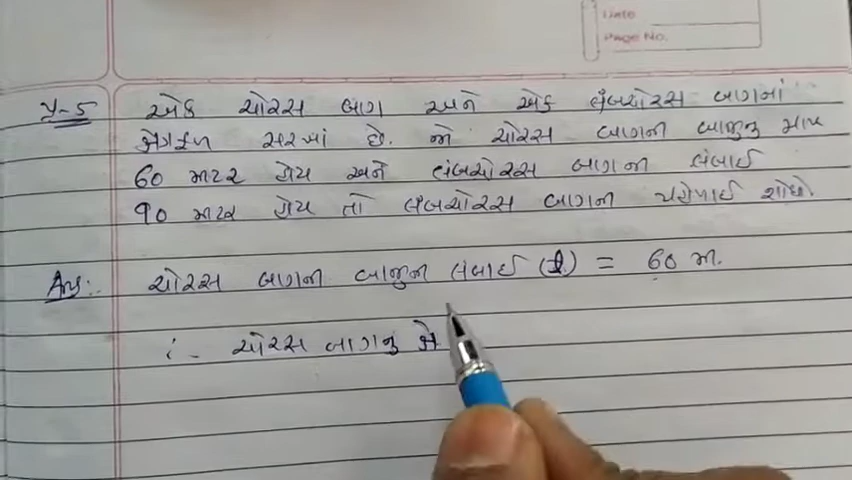 Date
Page No.
પ્ર-5 એક ચોરસ બાગ અને એક લંબચોરસ બાગનાં
ક્ષેત્રફળ સરખાં છે. જો ચોરસ બાગની બાજુનું માપ
60 મીટર હોય અને લંબચોરસ બાગની લંબાઈ
90 મીટર હોય તો લંબચોરસ બાગની પહોળાઈ શોધો.
Ans:- ચોરસ બાગની બાજુની લંબાઈ (l) = 60 મી.
∴ ચોરસ બાગનું ક્ષે